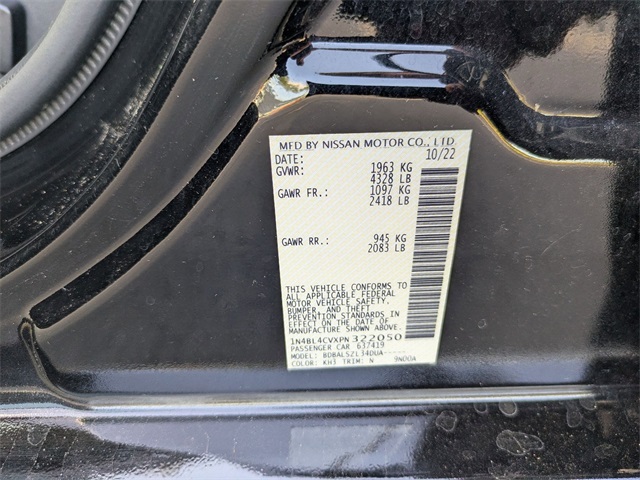 MFD BY NISSAN MOTOR CO., LTD
DATE: 10/22
GVWR: 1963 KG
4328 LB
GAWR FR.: 1097 KG
2418 LB
GAWR RR.: 945 KG
2083 LB
THIS VEHICLE CONFORMS TO
ALL APPLICABLE FEDERAL
MOTOR VEHICLE SAFETY,
BUMPER, AND THEFT
PREVENTION STANDARDS IN
EFFECT ON THE DATE OF
MANUFACTURE SHOWN ABOVE.
1N4BL4CVXPN322050
PASSENGER CAR 637419
MODEL: BDBALSZL34DUA-----
COLOR: KH3 TRIM: N 9N00A